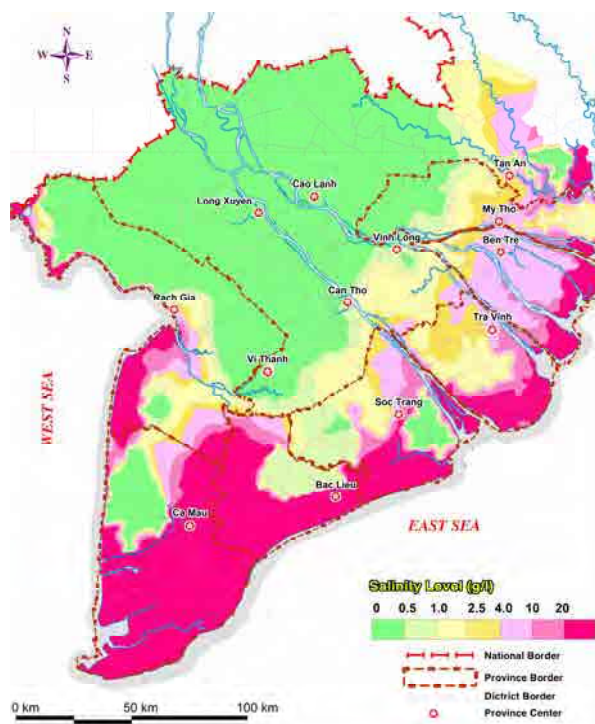 N
W E
S
Tan An
Cao Lanh
Long Xuyen
My Tho
Vinh Long
Ben Tre
Can Tho
Rach Gia
Tra Vinh
Vi Thanh
WEST SEA
Soc Trang
Bac Lieu
Ca Mau
EAST SEA
Salinity Level (g/l)
0 0.5 1.0 2.5 4.0 10 20
National Border
Province Border
Dictrict Border
Province Center
0 km 50 km 100 km